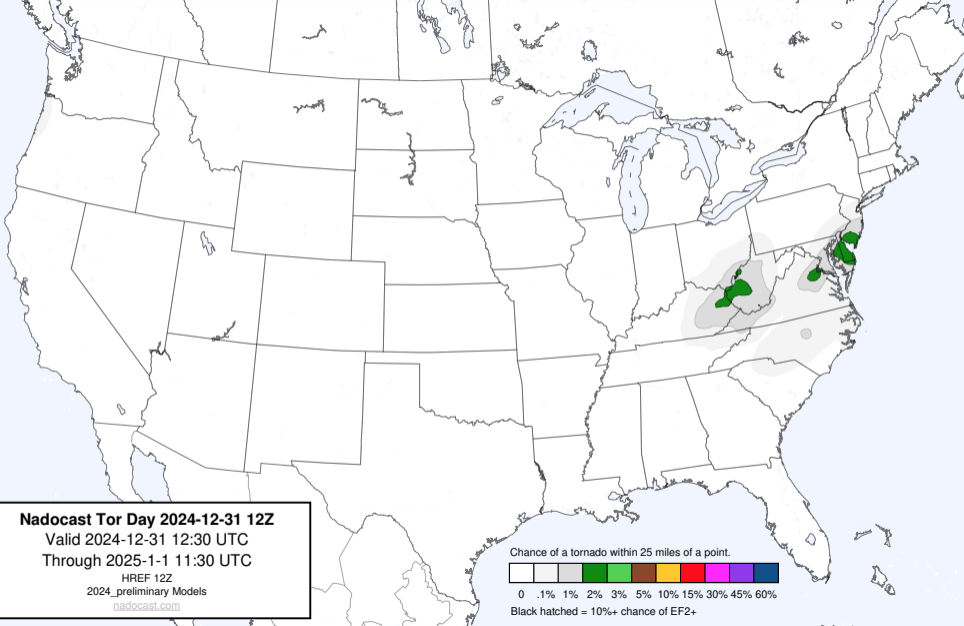 Nadocast Tor Day 2024-12-31 12Z
Valid 2024-12-31 12:30 UTC
Through 2025-1-1 11:30 UTC
HREF 12Z
2024_preliminary Models
nadocast.com
Chance of a tornado within 25 miles of a point.
0 .1% 1% 2% 3% 5% 10% 15% 30% 45% 60%
Black hatched = 10%+ chance of EF2+